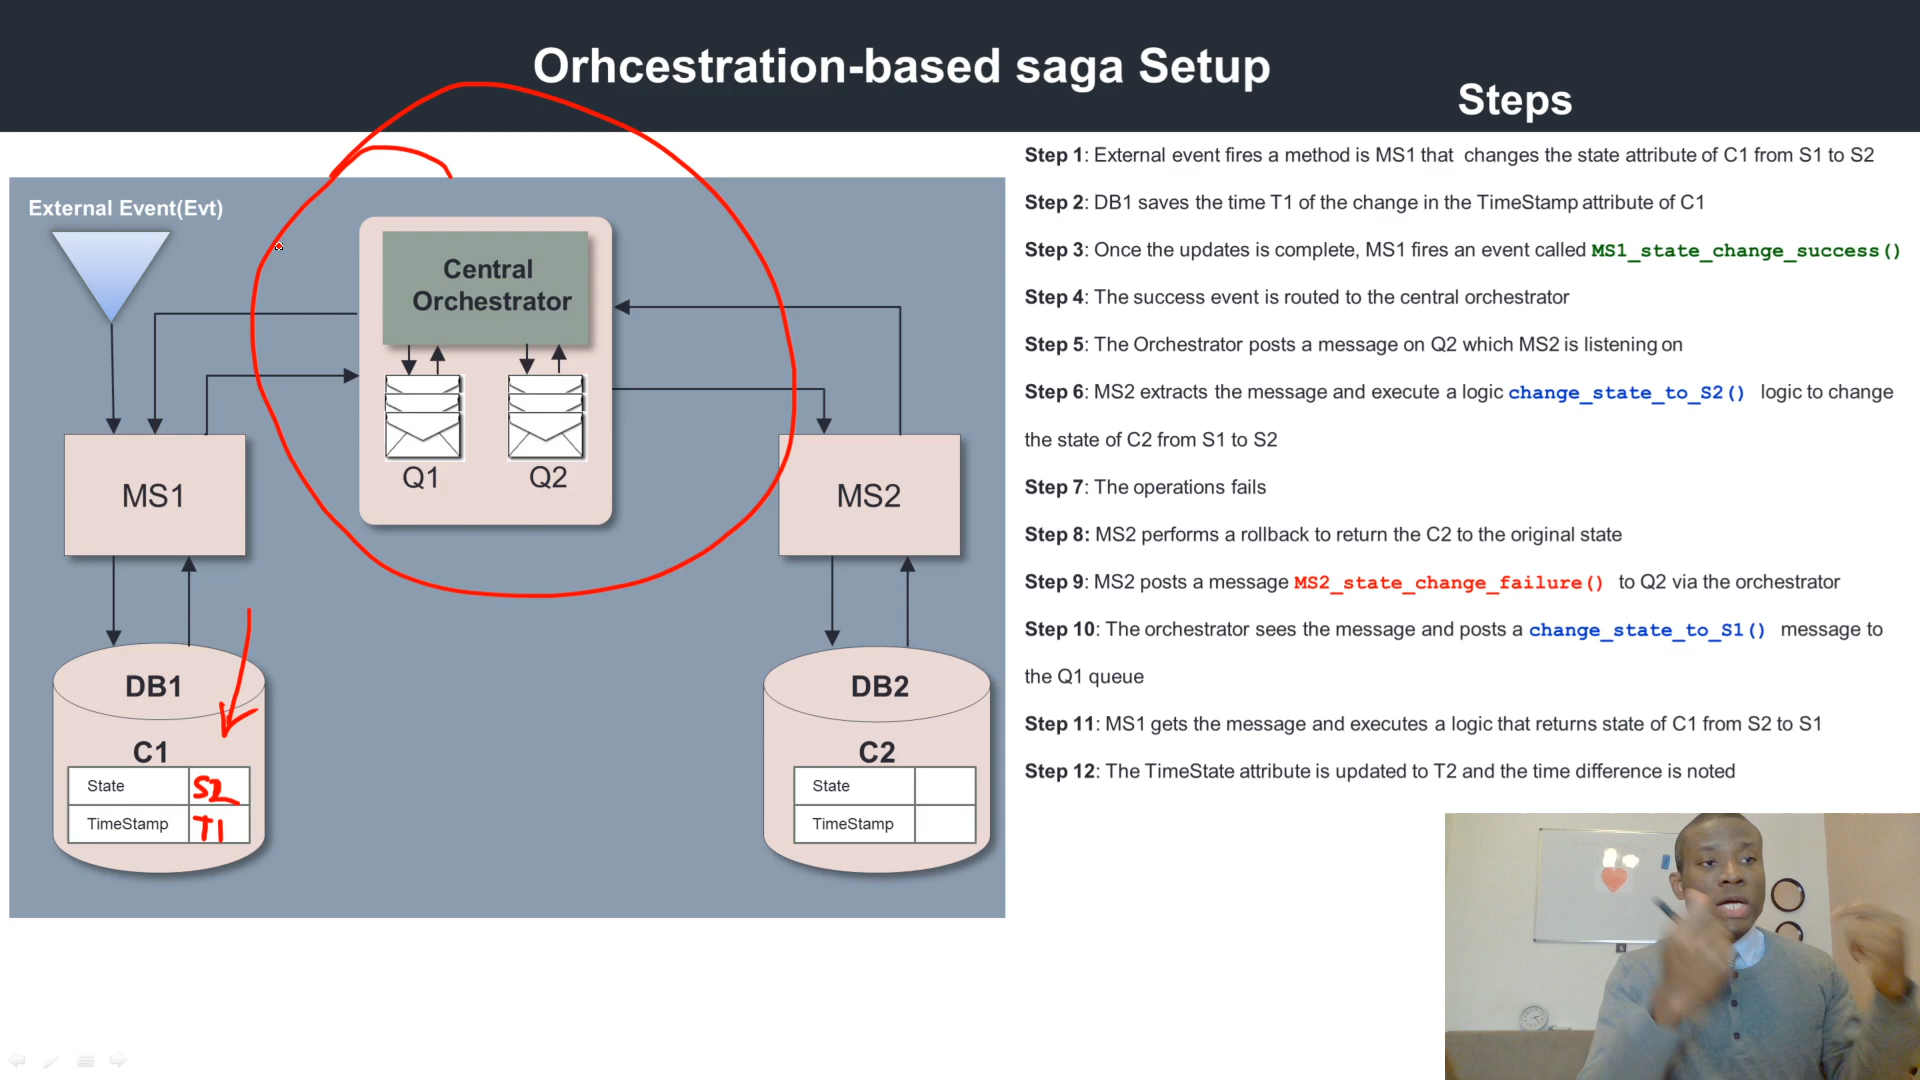 Orhcestration-based saga Setup
Steps
External Event(Evt)
Central
Orchestrator
Q1
Q2
MS1
MS2
DB1
C1
State S2
TimeStamp T1
DB2
C2
State
TimeStamp
Step 1: External event fires a method is MS1 that changes the state attribute of C1 from S1 to S2
Step 2: DB1 saves the time T1 of the change in the TimeStamp attribute of C1
Step 3: Once the updates is complete, MS1 fires an event called MS1_state_change_success()
Step 4: The success event is routed to the central orchestrator
Step 5: The Orchestrator posts a message on Q2 which MS2 is listening on
Step 6: MS2 extracts the message and execute a logic change_state_to_S2() logic to change
the state of C2 from S1 to S2
Step 7: The operations fails
Step 8: MS2 performs a rollback to return the C2 to the original state
Step 9: MS2 posts a message MS2_state_change_failure() to Q2 via the orchestrator
Step 10: The orchestrator sees the message and posts a change_state_to_S1() message to
the Q1 queue
Step 11: MS1 gets the message and executes a logic that returns state of C1 from S2 to S1
Step 12: The TimeState attribute is updated to T2 and the time difference is noted